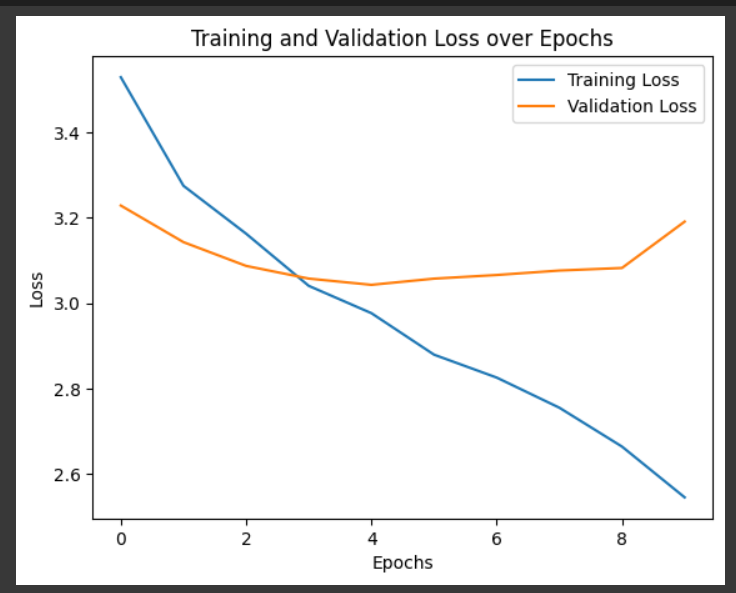 Training and Validation Loss over Epochs
Training Loss
Validation Loss
3.4
3.2
3.0
2.8
2.6
Loss
0 2 4 6 8
Epochs